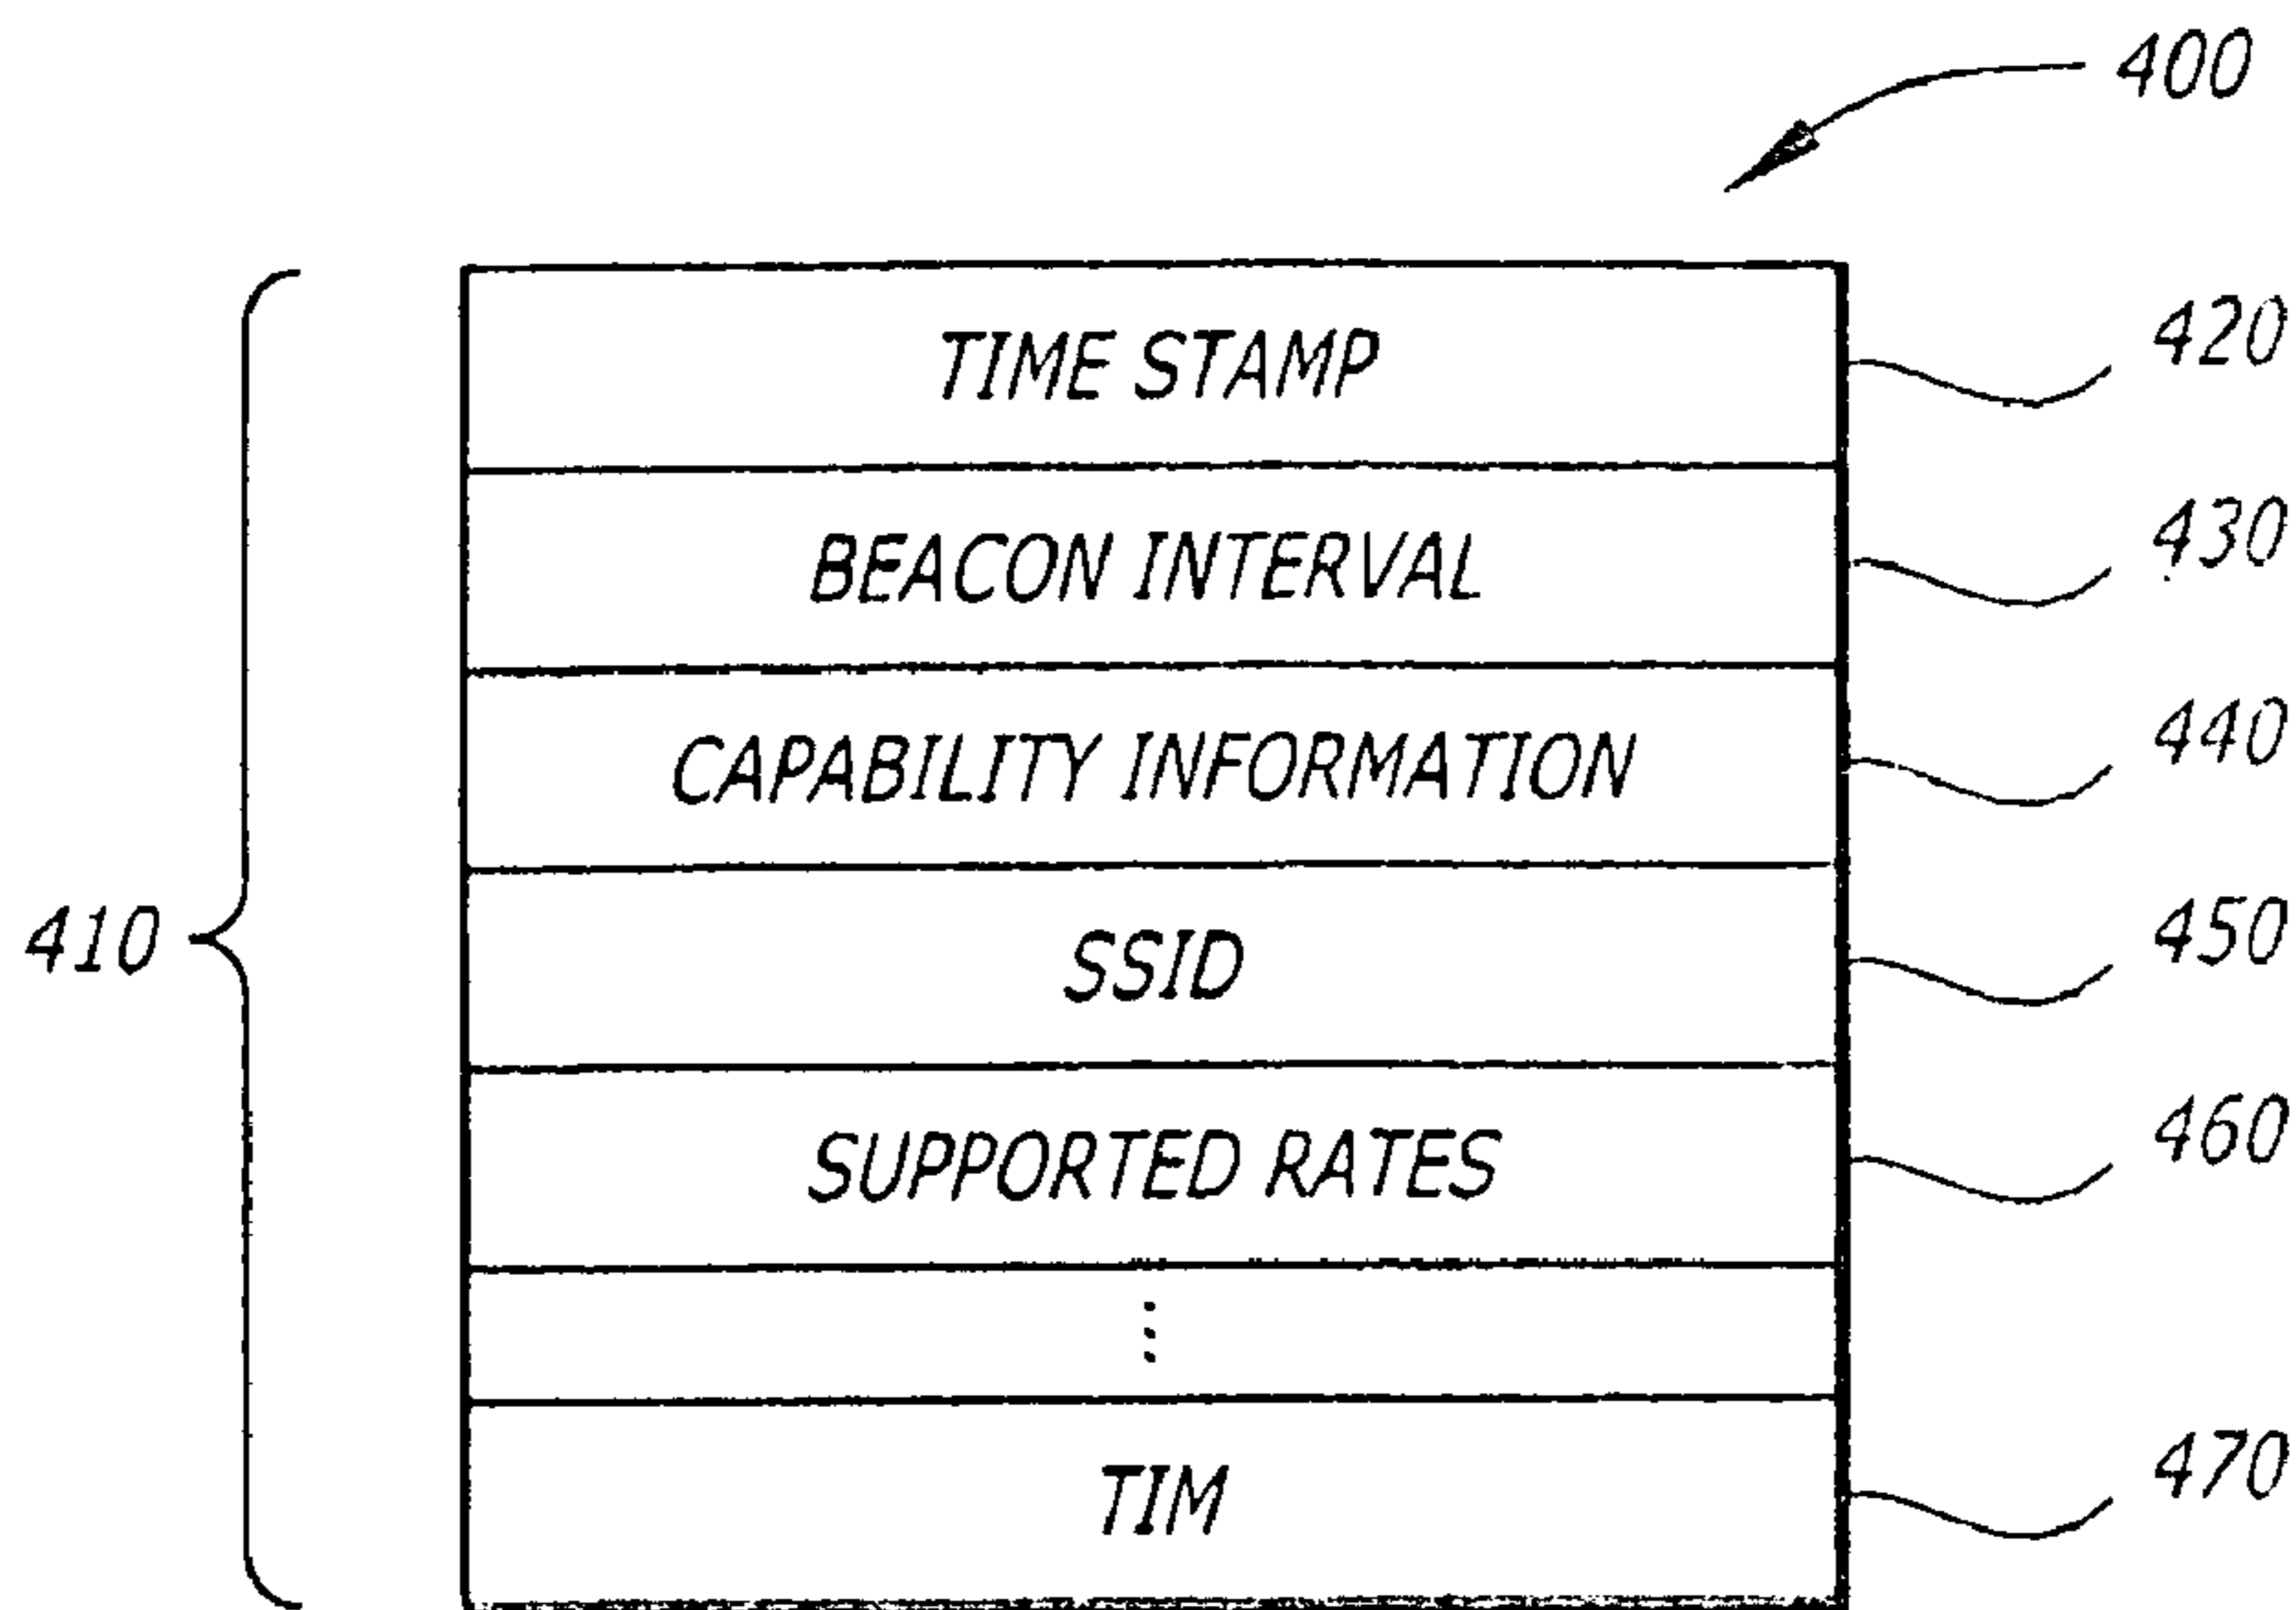 400
TIME STAMP 420
BEACON INTERVAL 430
CAPABILITY INFORMATION 440
410 SSID 450
SUPPORTED RATES 460
⋮
TIM 470